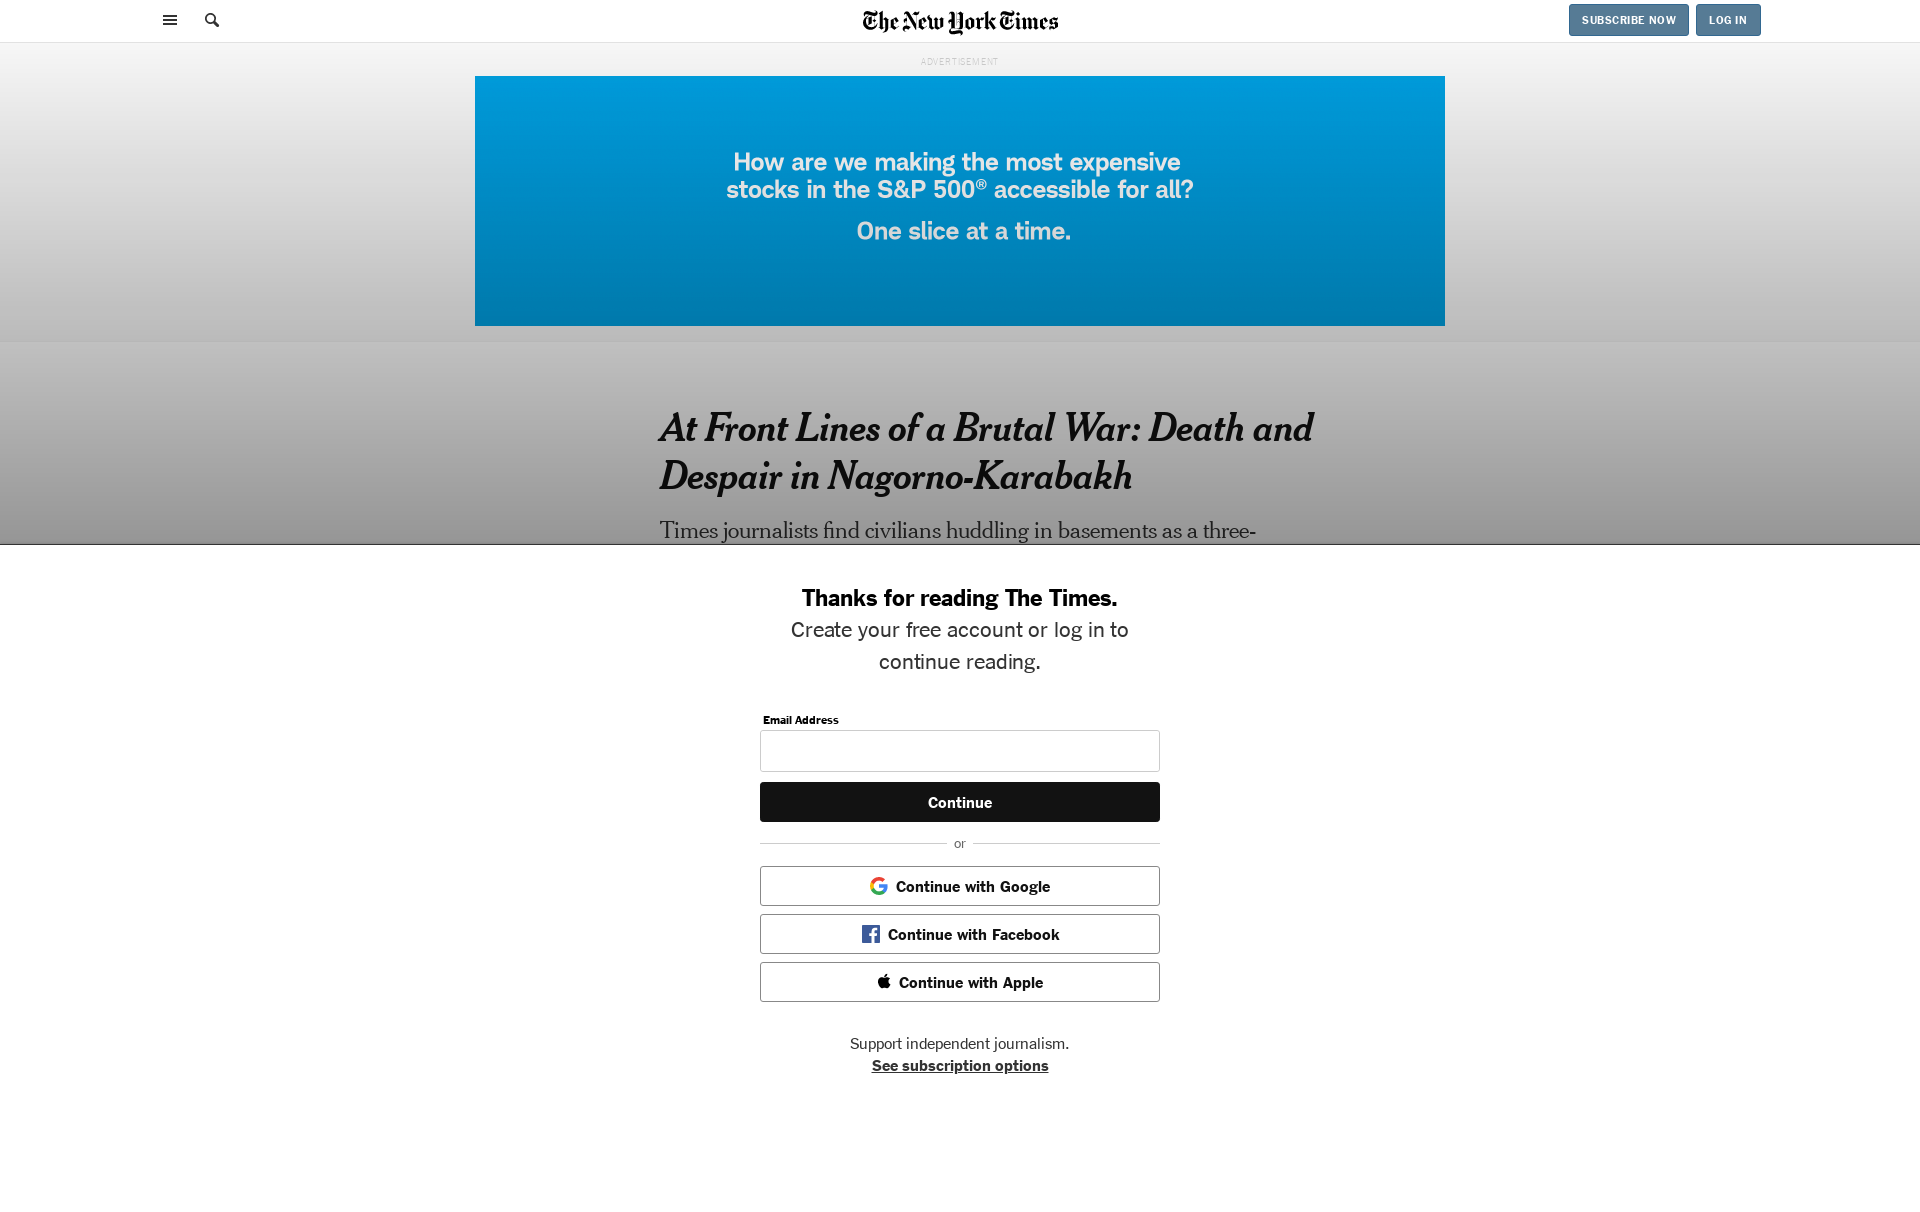 The New York Times
SUBSCRIBE NOW
LOG IN
ADVERTISEMENT
How are we making the most expensive
stocks in the S&P 500® accessible for all?
One slice at a time.
At Front Lines of a Brutal War: Death and
Despair in Nagorno-Karabakh
Times journalists find civilians huddling in basements as a three-
Thanks for reading The Times.
Create your free account or log in to
continue reading.
Email Address
Continue
or
Continue with Google
Continue with Facebook
Continue with Apple
Support independent journalism.
See subscription options